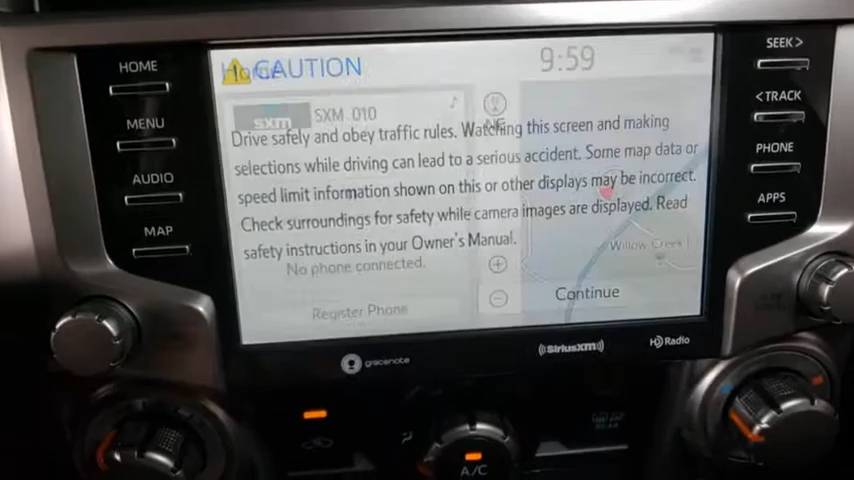 HOME
MENU
AUDIO
MAP
Home
CAUTION
9:59
sxm
SXM 010
Drive safely and obey traffic rules. Watching this screen and making
selections while driving can lead to a serious accident. Some map data or
speed limit information shown on this or other displays may be incorrect.
Check surroundings for safety while camera images are displayed. Read
safety instructions in your Owner's Manual.
No phone connected.
Willow Creek
Register Phone
Continue
gracenote
SiriusXM
HD Radio
SEEK>
<TRACK
PHONE
APPS
A/C